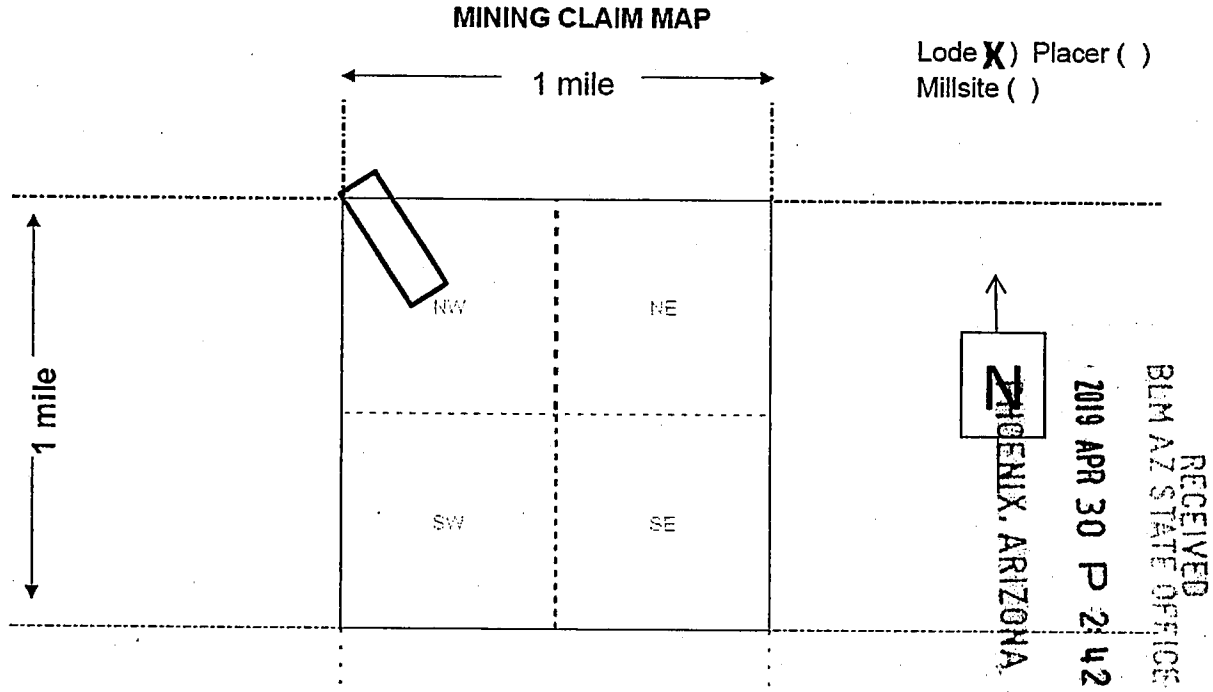 MINING CLAIM MAP
Lode X) Placer ( )
Millsite ( )
1 mile
1 mile
NW
NE
SW
SE
N
RECEIVED
BLM AZ STATE OFFICE
2019 APR 30 P 2:42
PHOENIX, ARIZONA